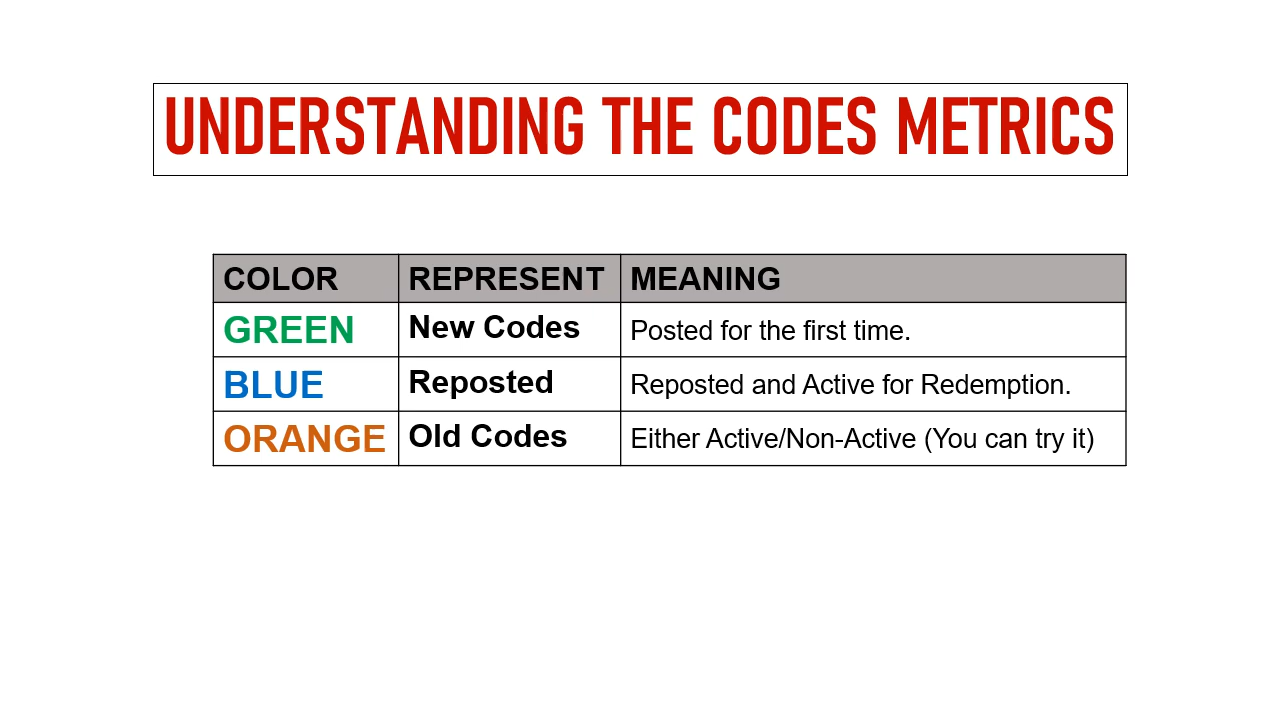 UNDERSTANDING THE CODES METRICS
COLOR REPRESENT MEANING
GREEN New Codes Posted for the first time.
BLUE Reposted Reposted and Active for Redemption.
ORANGE Old Codes Either Active/Non-Active (You can try it)